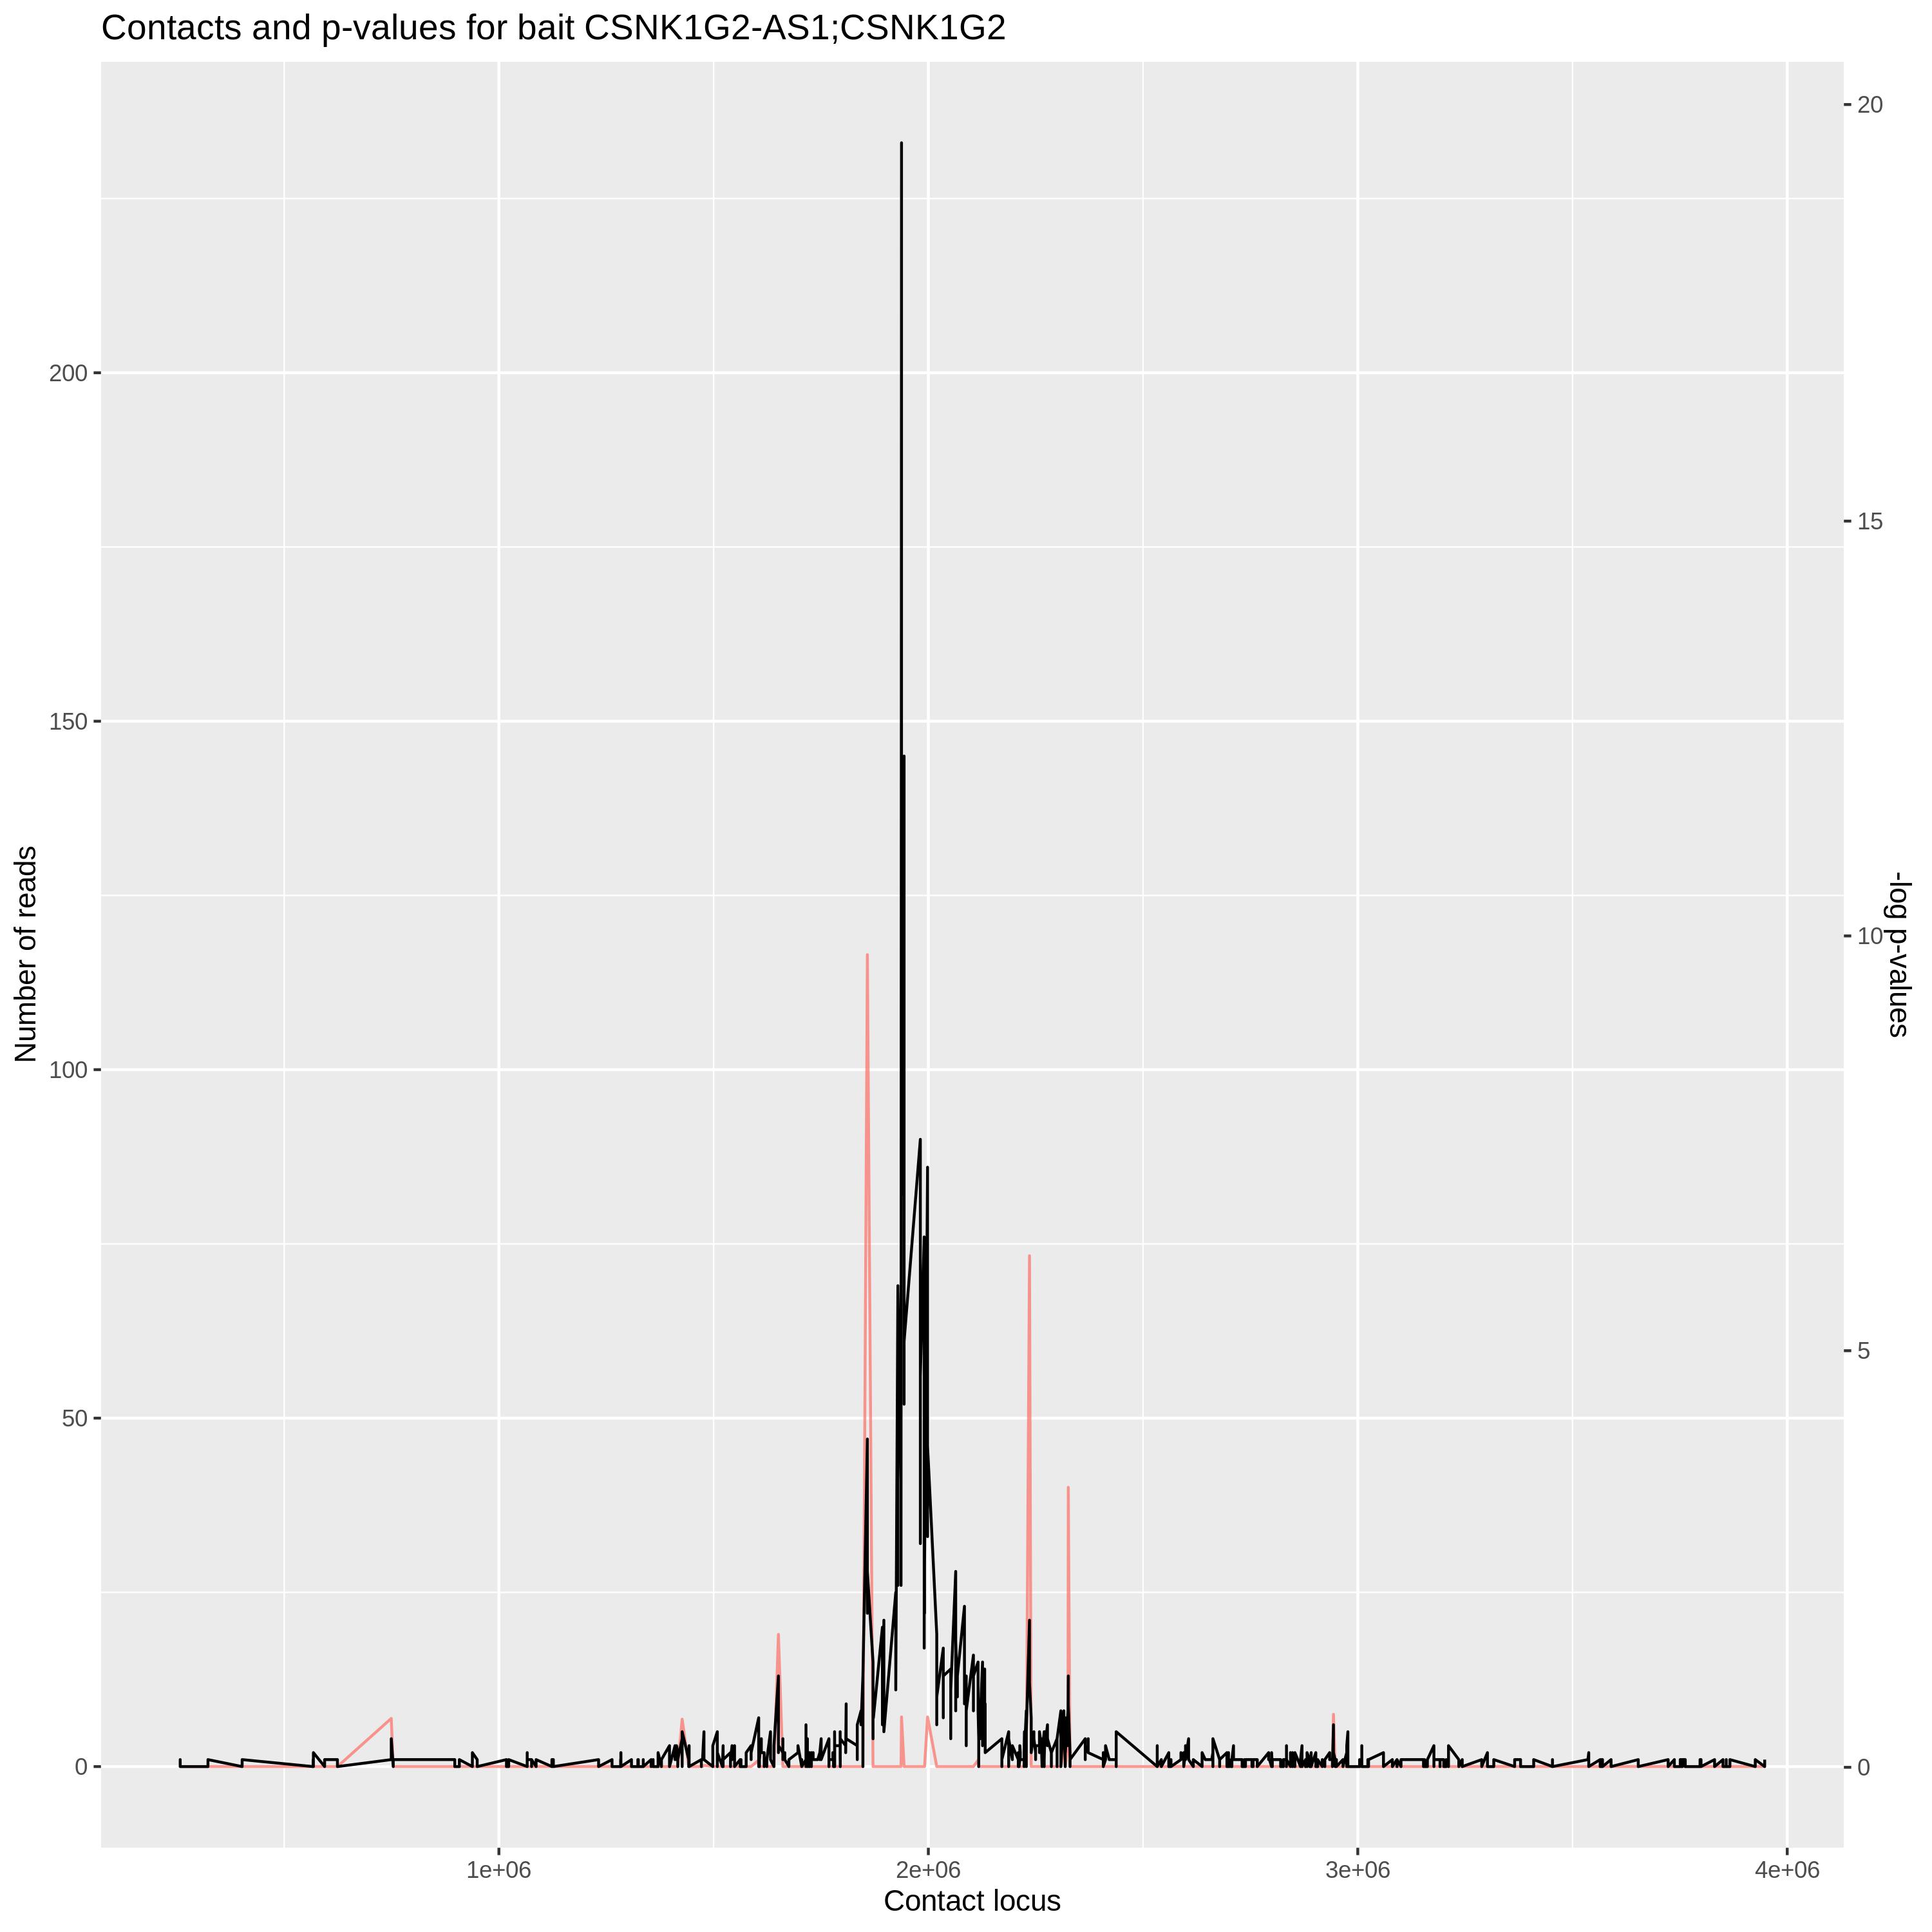 Contacts and p-values for bait CSNK1G2-AS1;CSNK1G2
Number of reads
200
150
100
50
0
20
15
10
5
0
-log p-values
1e+06
2e+06
3e+06
4e+06
Contact locus